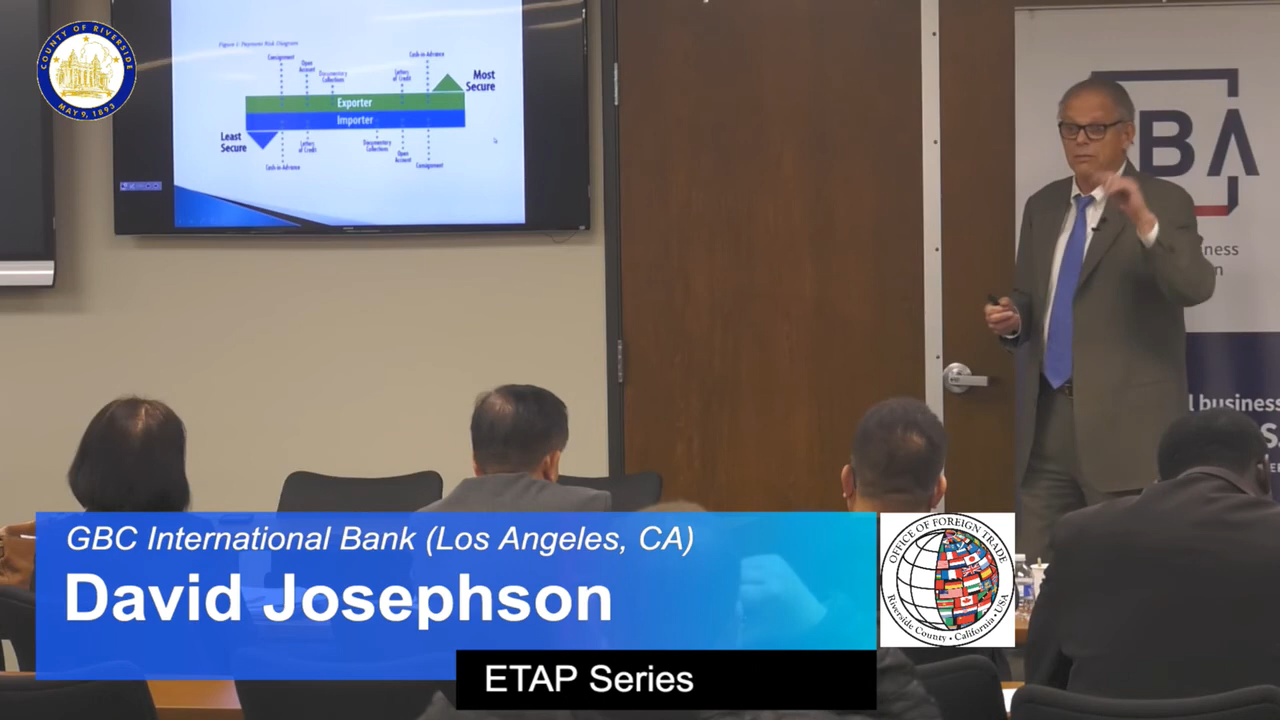 COUNTY OF RIVERSIDE
MAY 9, 1893
Figure 1: Payment Risk Diagram
Consignment
Open
Account
Documentary
Collections
Letters
of Credit
Cash-in-Advance
Most
Secure
Exporter
Importer
Least
Secure
Cash-in-Advance
Letters
of Credit
Documentary
Collections
Open
Account
Consignment
BA
ness
n
l business
S
GBC International Bank (Los Angeles, CA)
David Josephson
ETAP Series
OFFICE OF FOREIGN TRADE
Riverside County • California • USA